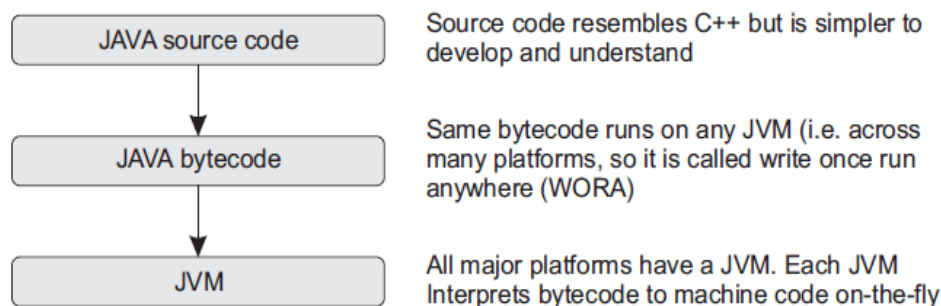 JAVA source code
Source code resembles C++ but is simpler to
develop and understand
JAVA bytecode
Same bytecode runs on any JVM (i.e. across
many platforms, so it is called write once run
anywhere (WORA)
JVM
All major platforms have a JVM. Each JVM
Interprets bytecode to machine code on-the-fly